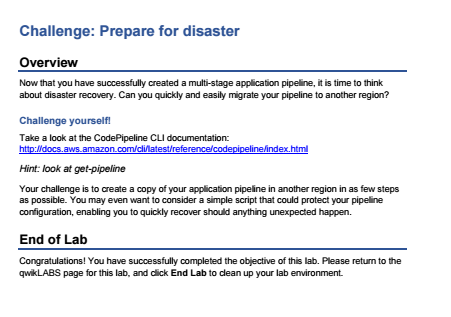 Challenge: Prepare for disaster
Overview
Now that you have successfully created a multi-stage application pipeline, it is time to think
about disaster recovery. Can you quickly and easily migrate your pipeline to another region?
Challenge yourself!
Take a look at the CodePipeline CLI documentation:
http://docs.aws.amazon.com/cli/latest/reference/codepipeline/index.html
Hint: look at get-pipeline
Your challenge is to create a copy of your application pipeline in another region in as few steps
as possible. You may even want to consider a simple script that could protect your pipeline
configuration, enabling you to quickly recover should anything unexpected happen.
End of Lab
Congratulations! You have successfully completed the objective of this lab. Please return to the
qwikLABS page for this lab, and click End Lab to clean up your lab environment.